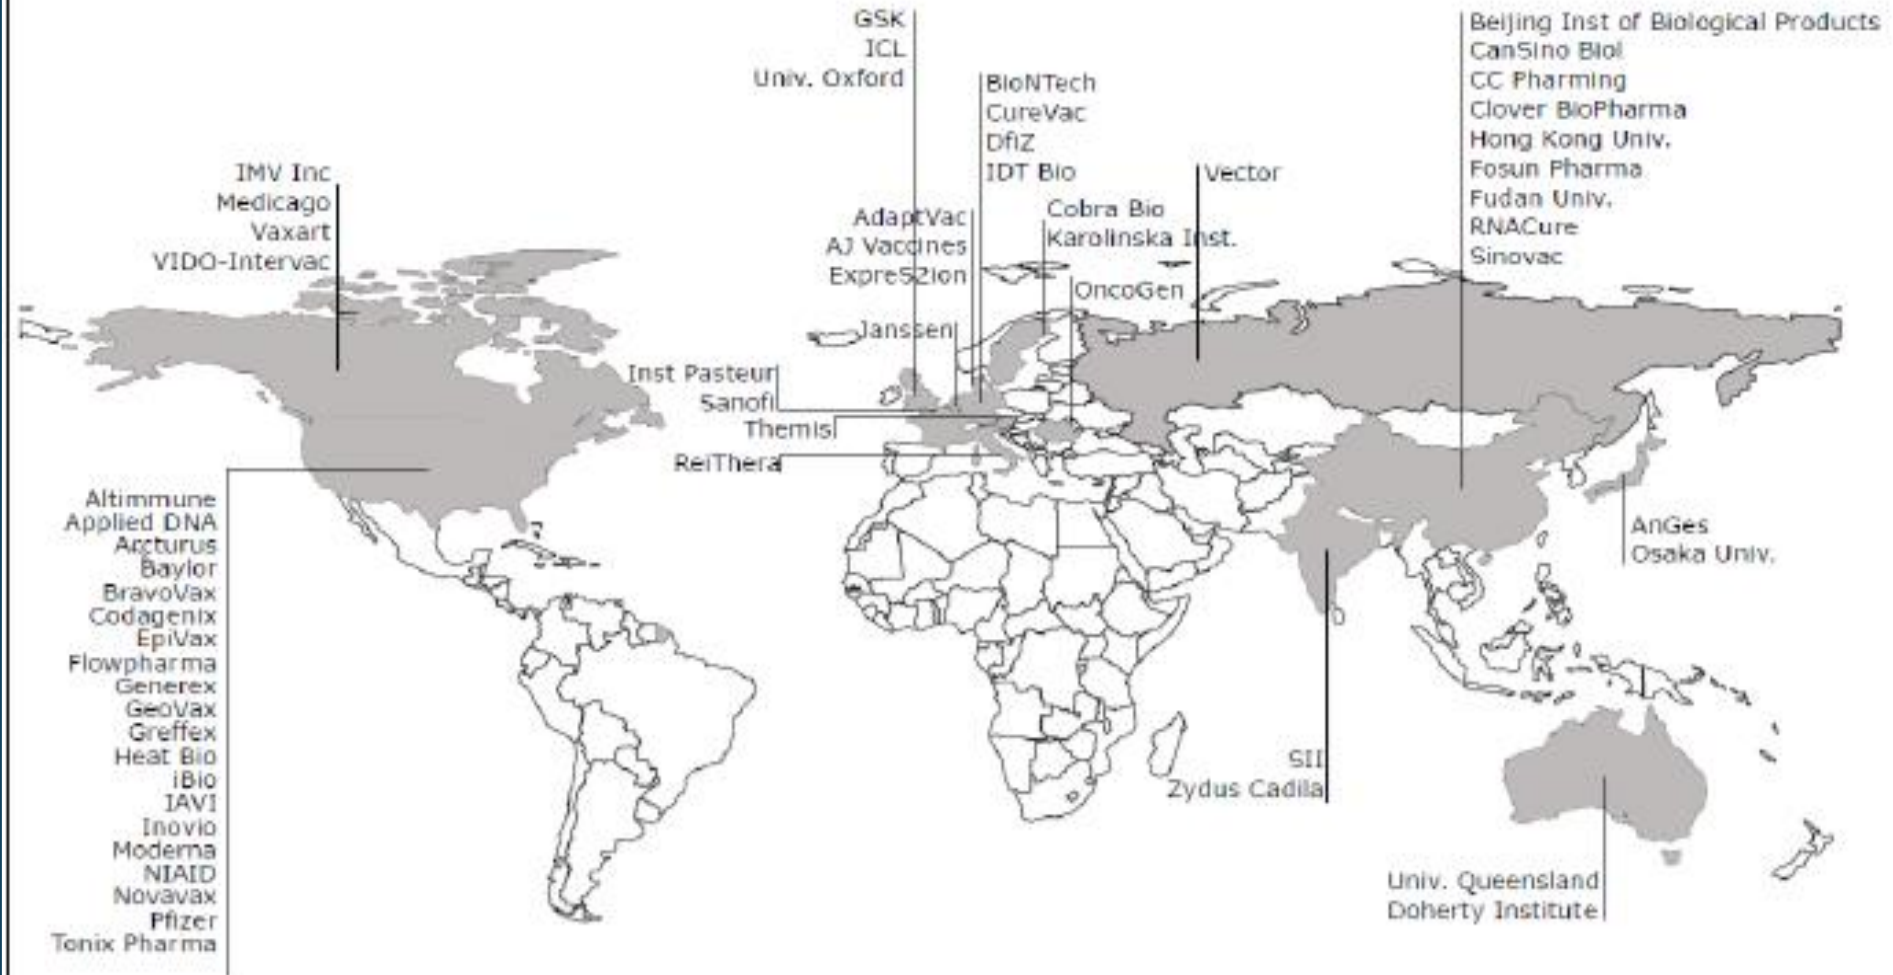 GSK
ICL
Univ. Oxford
BioNTech
CureVac
DfiZ
IDT Bio
Beijing Inst of Biological Products
CanSino Biol
CC Pharming
Clover BioPharma
Hong Kong Univ.
Fosun Pharma
Fudan Univ.
RNACure
Sinovac
IMV Inc
Medicago
Vaxart
VIDO-Intervac
Vector
AdaptVac
AJ Vaccines
ExpreS2ion
Cobra Bio
Karolinska Inst.
OncoGen
Janssen
Inst Pasteur
Sanofi
Themis
ReiThera
Altimmune
Applied DNA
Arcturus
Baylor
BravoVax
Codagenix
EpiVax
Flowpharma
Generex
GeoVax
Greffex
Heat Bio
iBio
IAVI
Inovio
Moderna
NIAID
Novavax
Pfizer
Tonix Pharma
AnGes
Osaka Univ.
SII
Zydus Cadila
Univ. Queensland
Doherty Institute